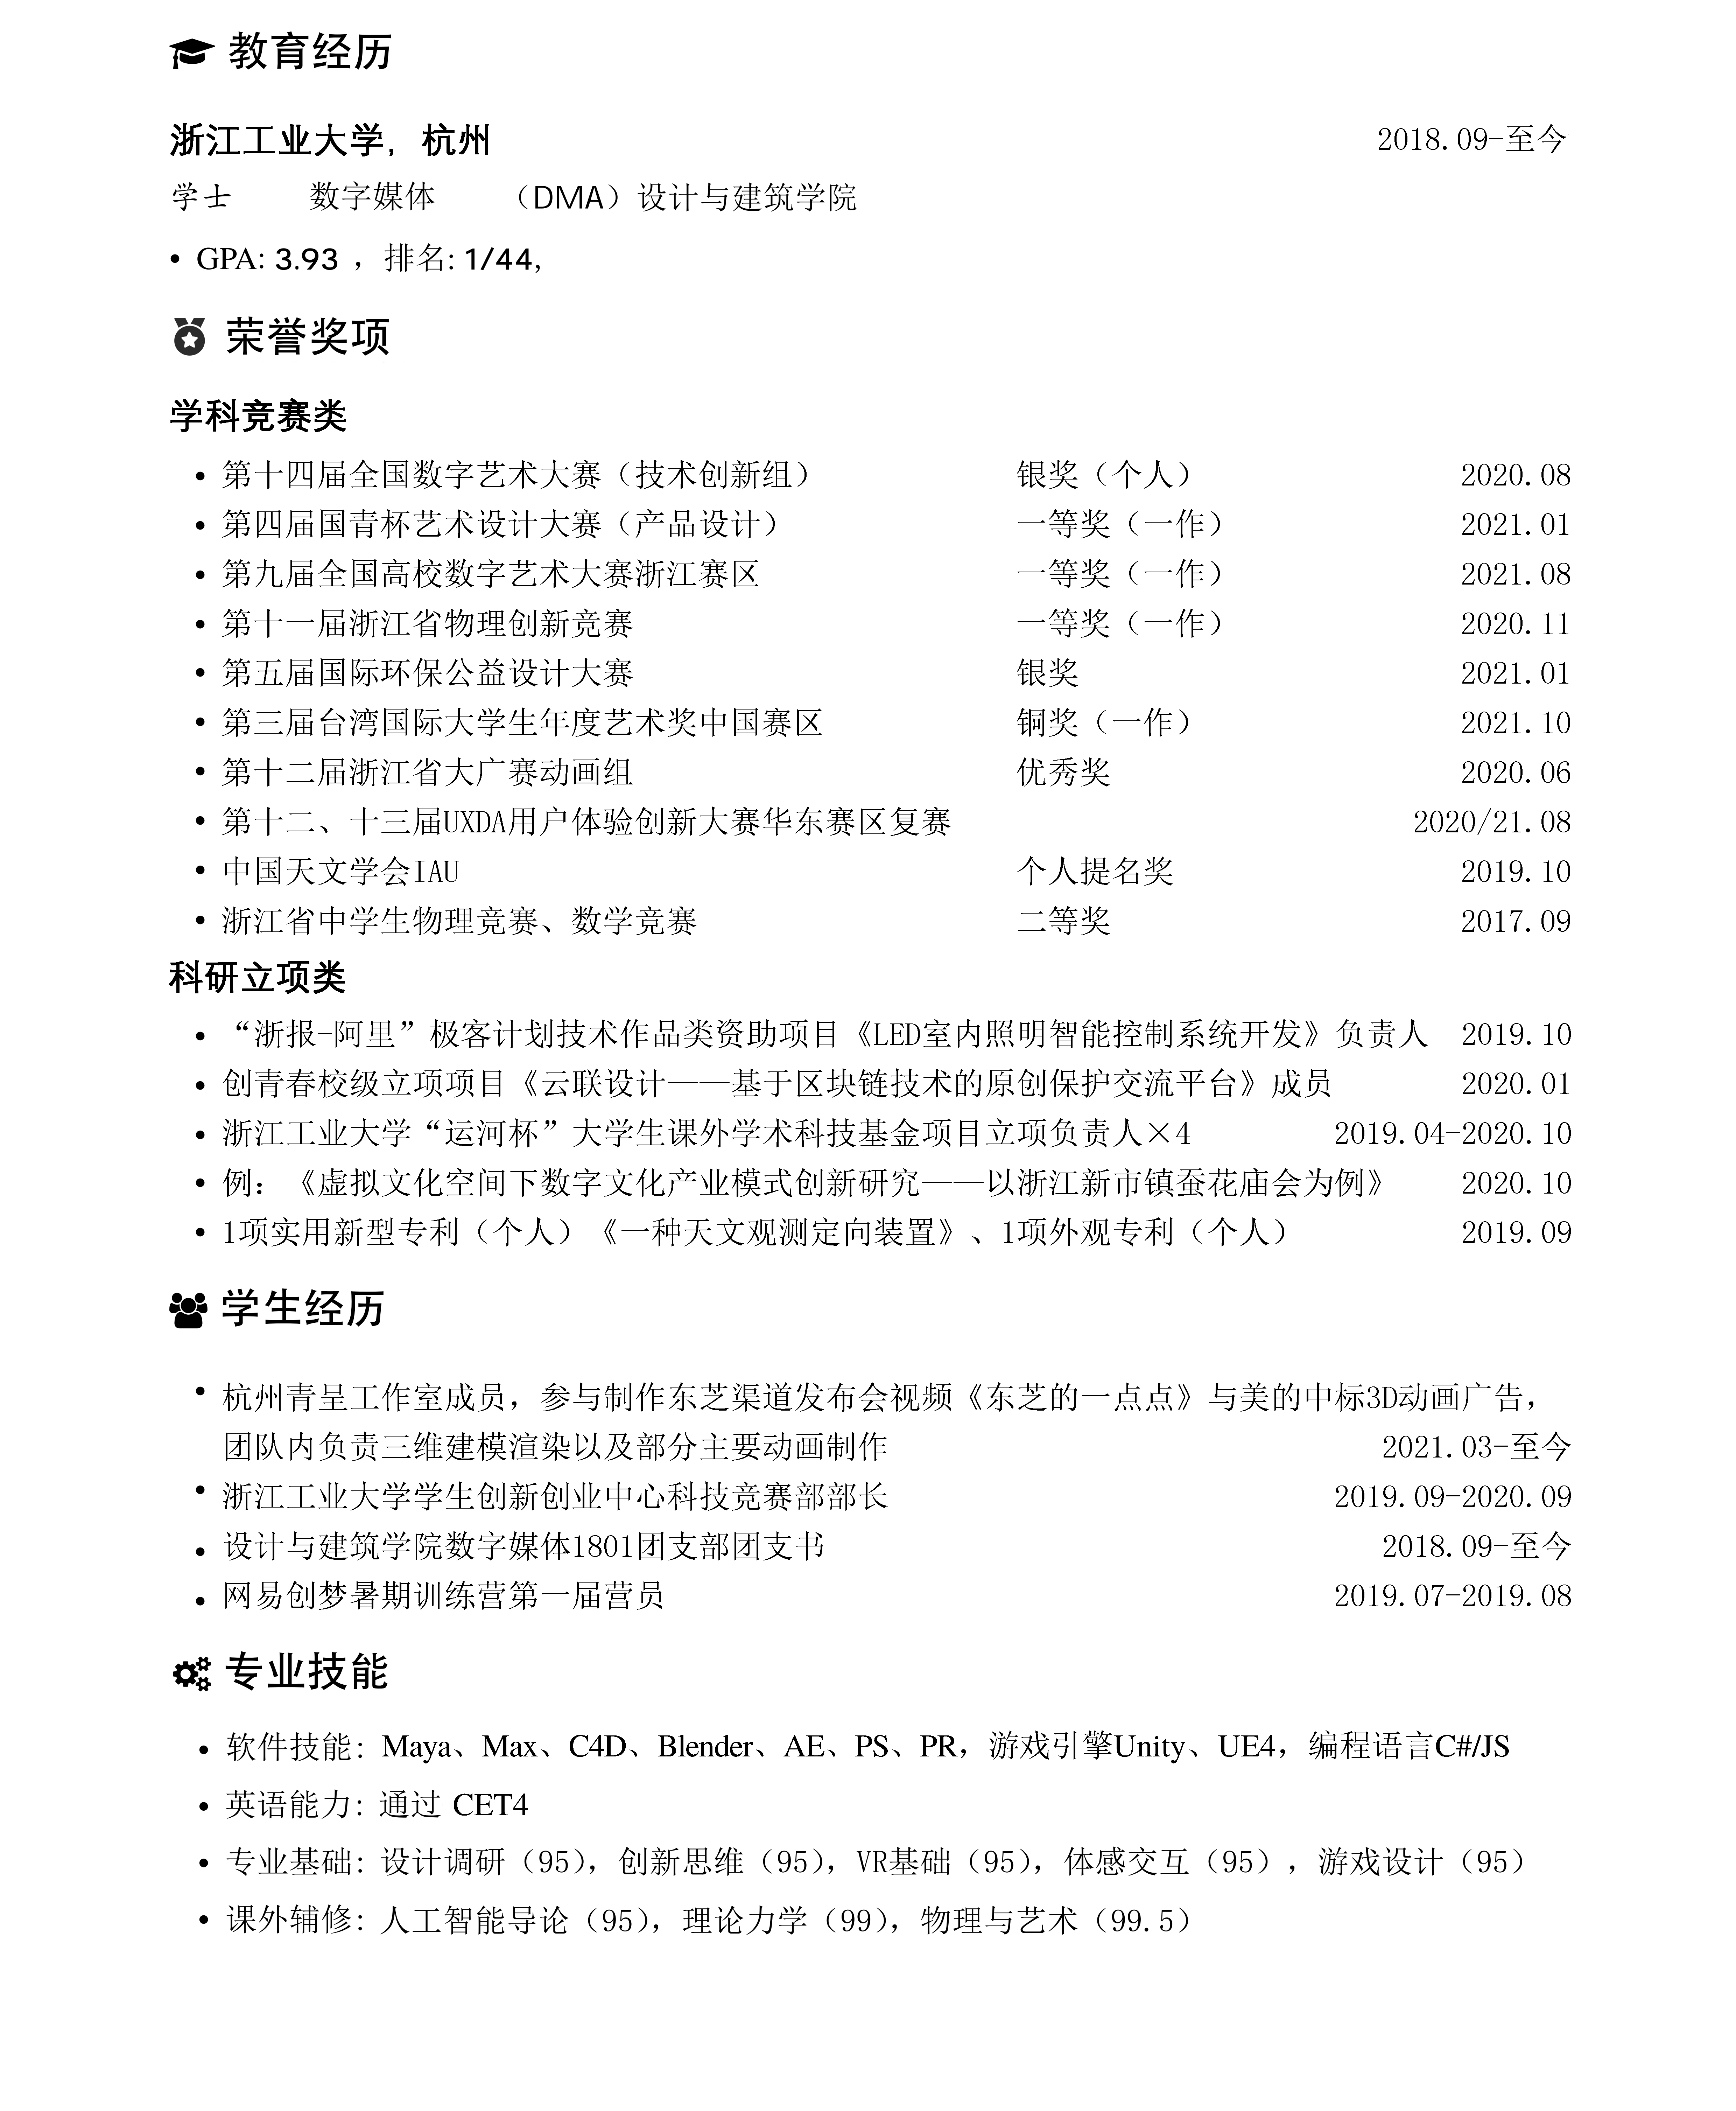 教育经历
浙江工业大学，杭州 2018.09-至今
学士 数字媒体 （DMA）设计与建筑学院
• GPA: 3.93 ，排名: 1/44,
荣誉奖项
学科竞赛类
• 第十四届全国数字艺术大赛（技术创新组） 银奖（个人） 2020.08
• 第四届国青杯艺术设计大赛（产品设计） 一等奖（一作） 2021.01
• 第九届全国高校数字艺术大赛浙江赛区 一等奖（一作） 2021.08
• 第十一届浙江省物理创新竞赛 一等奖（一作） 2020.11
• 第五届国际环保公益设计大赛 银奖 2021.01
• 第三届台湾国际大学生年度艺术奖中国赛区 铜奖（一作） 2021.10
• 第十二届浙江省大广赛动画组 优秀奖 2020.06
• 第十二、十三届UXDA用户体验创新大赛华东赛区复赛 2020/21.08
• 中国天文学会IAU 个人提名奖 2019.10
• 浙江省中学生物理竞赛、数学竞赛 二等奖 2017.09
科研立项类
• “浙报-阿里”极客计划技术作品类资助项目《LED室内照明智能控制系统开发》负责人 2019.10
• 创青春校级立项项目《云联设计——基于区块链技术的原创保护交流平台》成员 2020.01
• 浙江工业大学“运河杯”大学生课外学术科技基金项目立项负责人×4 2019.04-2020.10
• 例：《虚拟文化空间下数字文化产业模式创新研究——以浙江新市镇蚕花庙会为例》 2020.10
• 1项实用新型专利（个人）《一种天文观测定向装置》、1项外观专利（个人） 2019.09
学生经历
• 杭州青呈工作室成员，参与制作东芝渠道发布会视频《东芝的一点点》与美的中标3D动画广告，
团队内负责三维建模渲染以及部分主要动画制作 2021.03-至今
• 浙江工业大学学生创新创业中心科技竞赛部部长 2019.09-2020.09
• 设计与建筑学院数字媒体1801团支部团支书 2018.09-至今
• 网易创梦暑期训练营第一届营员 2019.07-2019.08
专业技能
• 软件技能：Maya、Max、C4D、Blender、AE、PS、PR，游戏引擎Unity、UE4，编程语言C#/JS
• 英语能力：通过 CET4
• 专业基础：设计调研（95），创新思维（95），VR基础（95），体感交互（95），游戏设计（95）
• 课外辅修：人工智能导论（95），理论力学（99），物理与艺术（99.5）